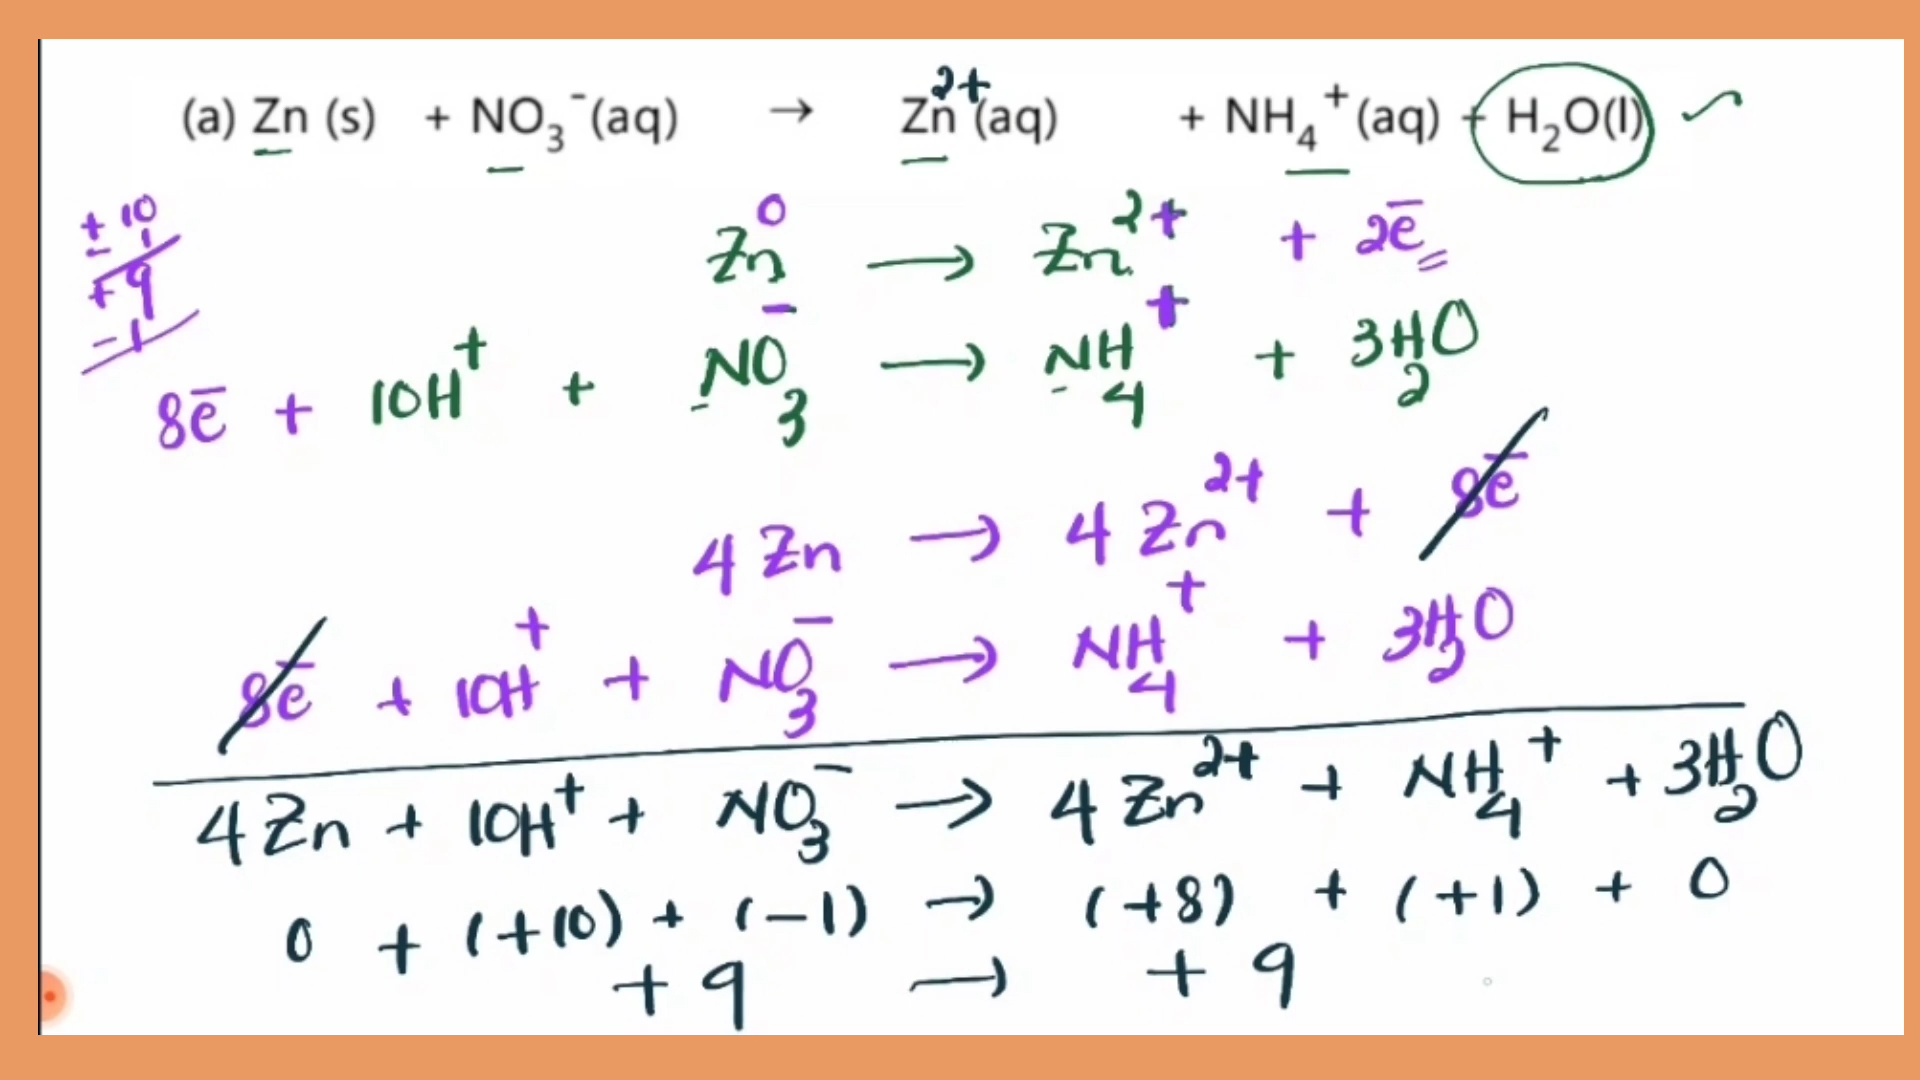 (a) Zn (s) + NO₃⁻(aq) → Zn²⁺(aq) + NH₄⁺(aq) + H₂O(l)
+10
-1
+9
-1
Zn⁰ → Zn²⁺ + 2e⁻
8e⁻ + 10H⁺ + NO₃⁻ → NH₄⁺ + 3H₂O
4Zn → 4Zn²⁺ + 8e⁻
8e⁻ + 10H⁺ + NO₃⁻ → NH₄⁺ + 3H₂O
4Zn + 10H⁺ + NO₃⁻ → 4Zn²⁺ + NH₄⁺ + 3H₂O
0 + (+10) + (-1) → (+8) + (+1) + 0
+9 → +9